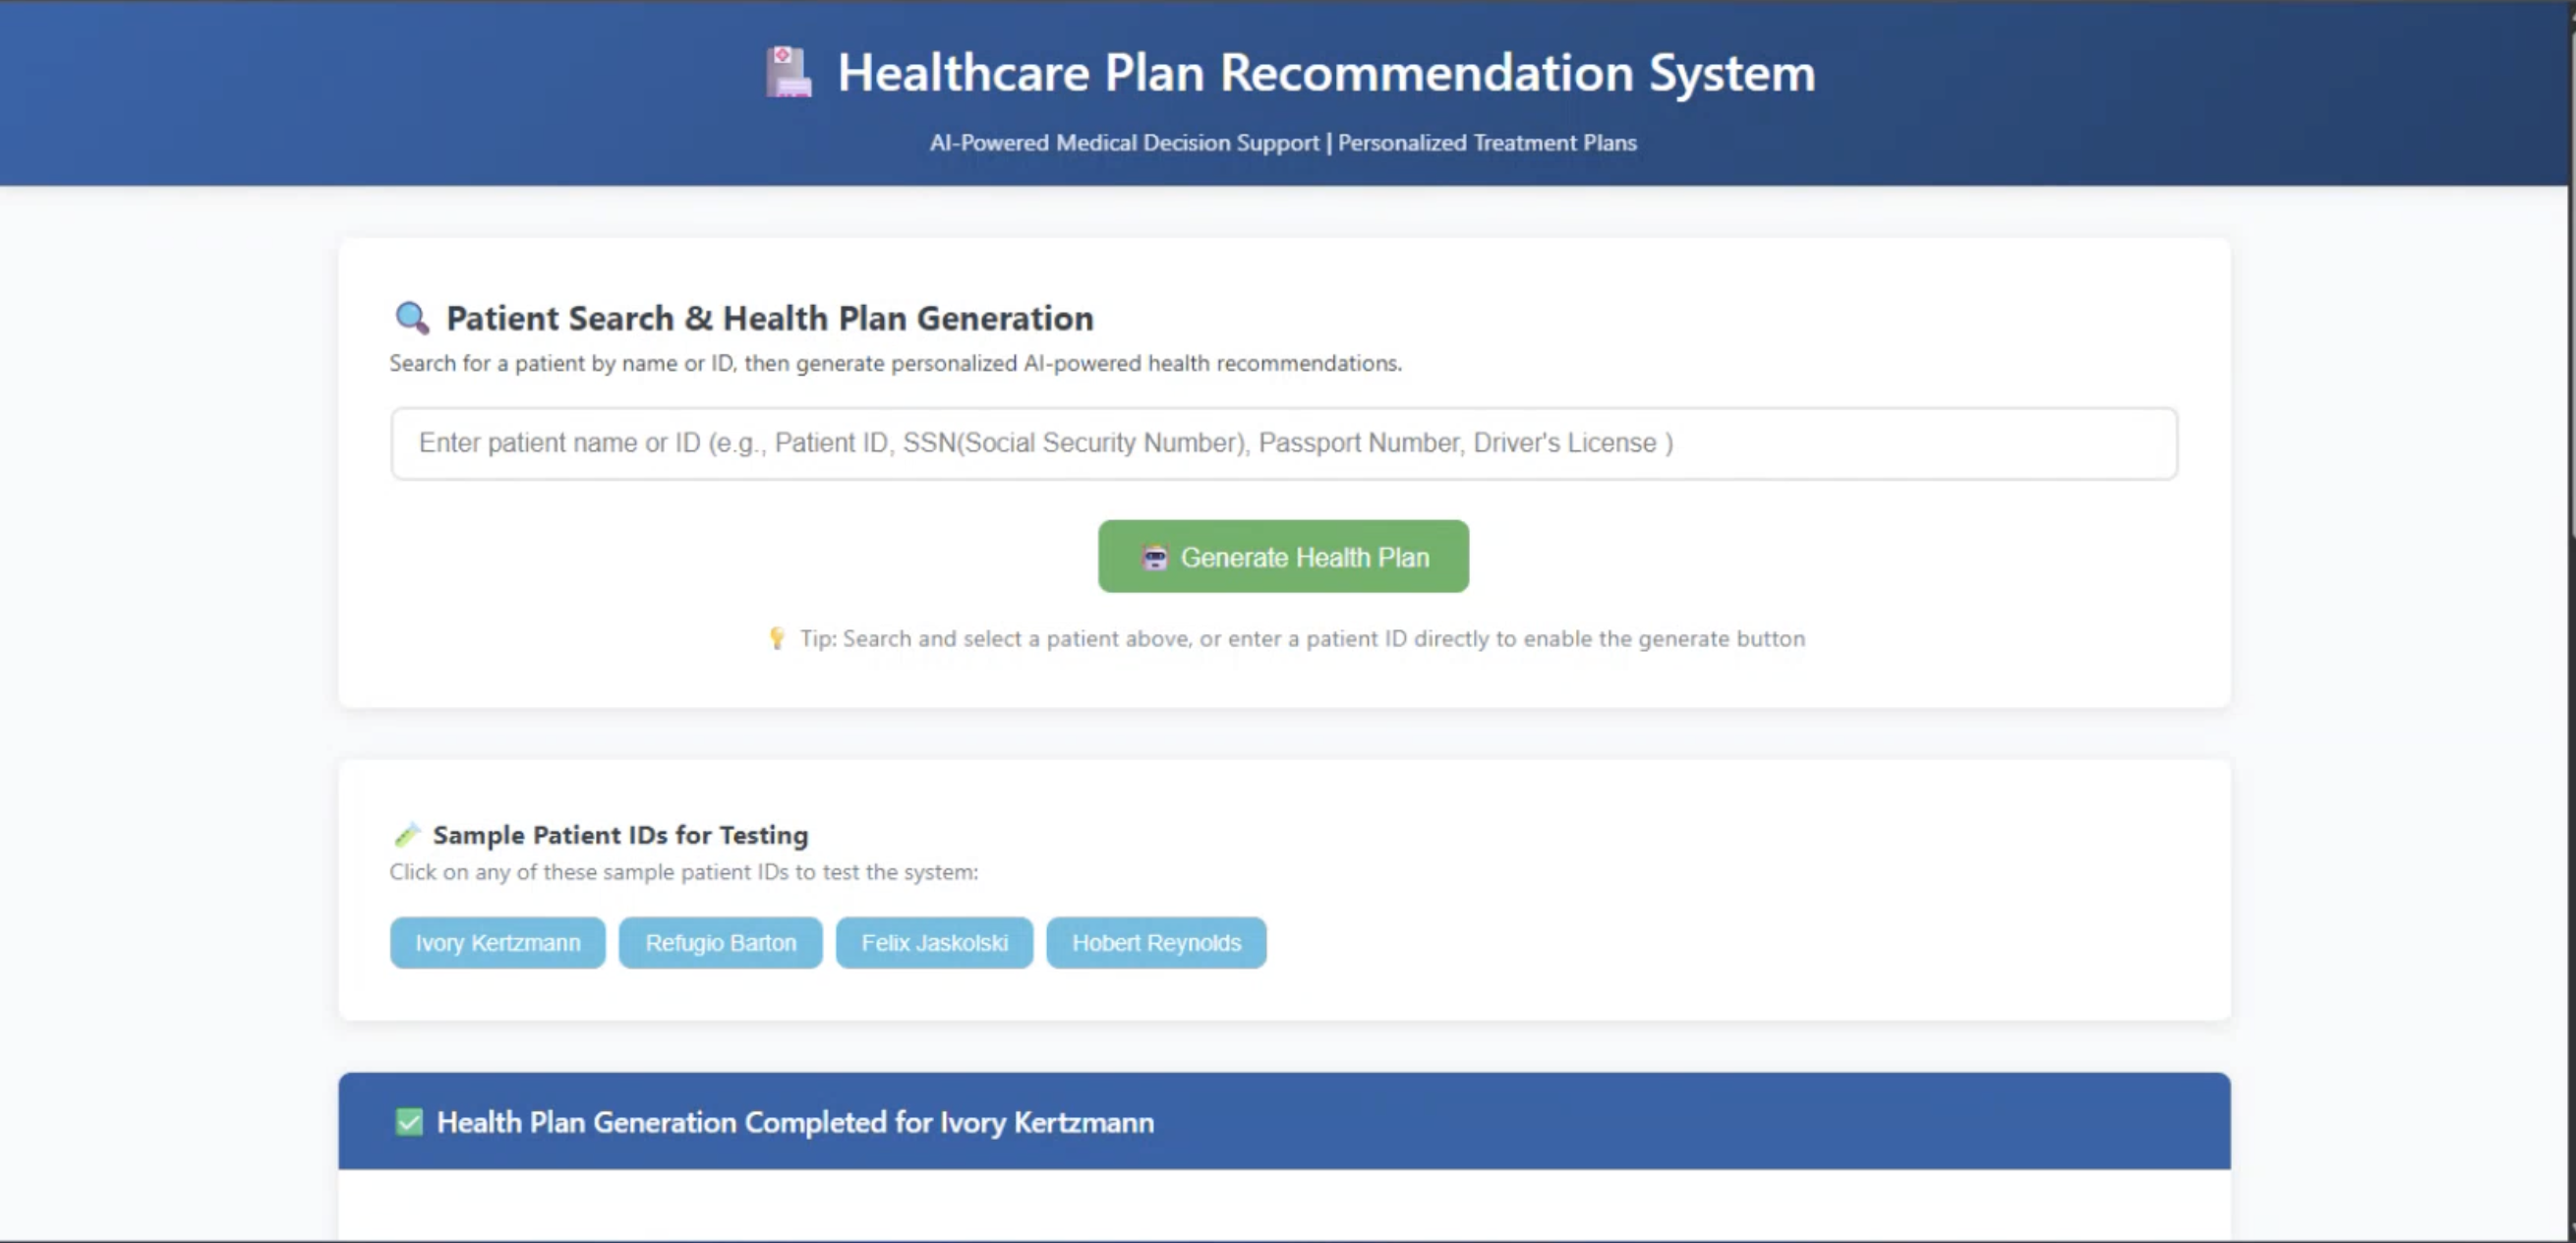 Healthcare Plan Recommendation System
AI-Powered Medical Decision Support | Personalized Treatment Plans
Patient Search & Health Plan Generation
Search for a patient by name or ID, then generate personalized AI-powered health recommendations.
Enter patient name or ID (e.g., Patient ID, SSN(Social Security Number), Passport Number, Driver's License )
Generate Health Plan
Tip: Search and select a patient above, or enter a patient ID directly to enable the generate button
Sample Patient IDs for Testing
Click on any of these sample patient IDs to test the system:
Ivory Kertzmann Refugio Barton Felix Jaskolski Hobert Reynolds
Health Plan Generation Completed for Ivory Kertzmann